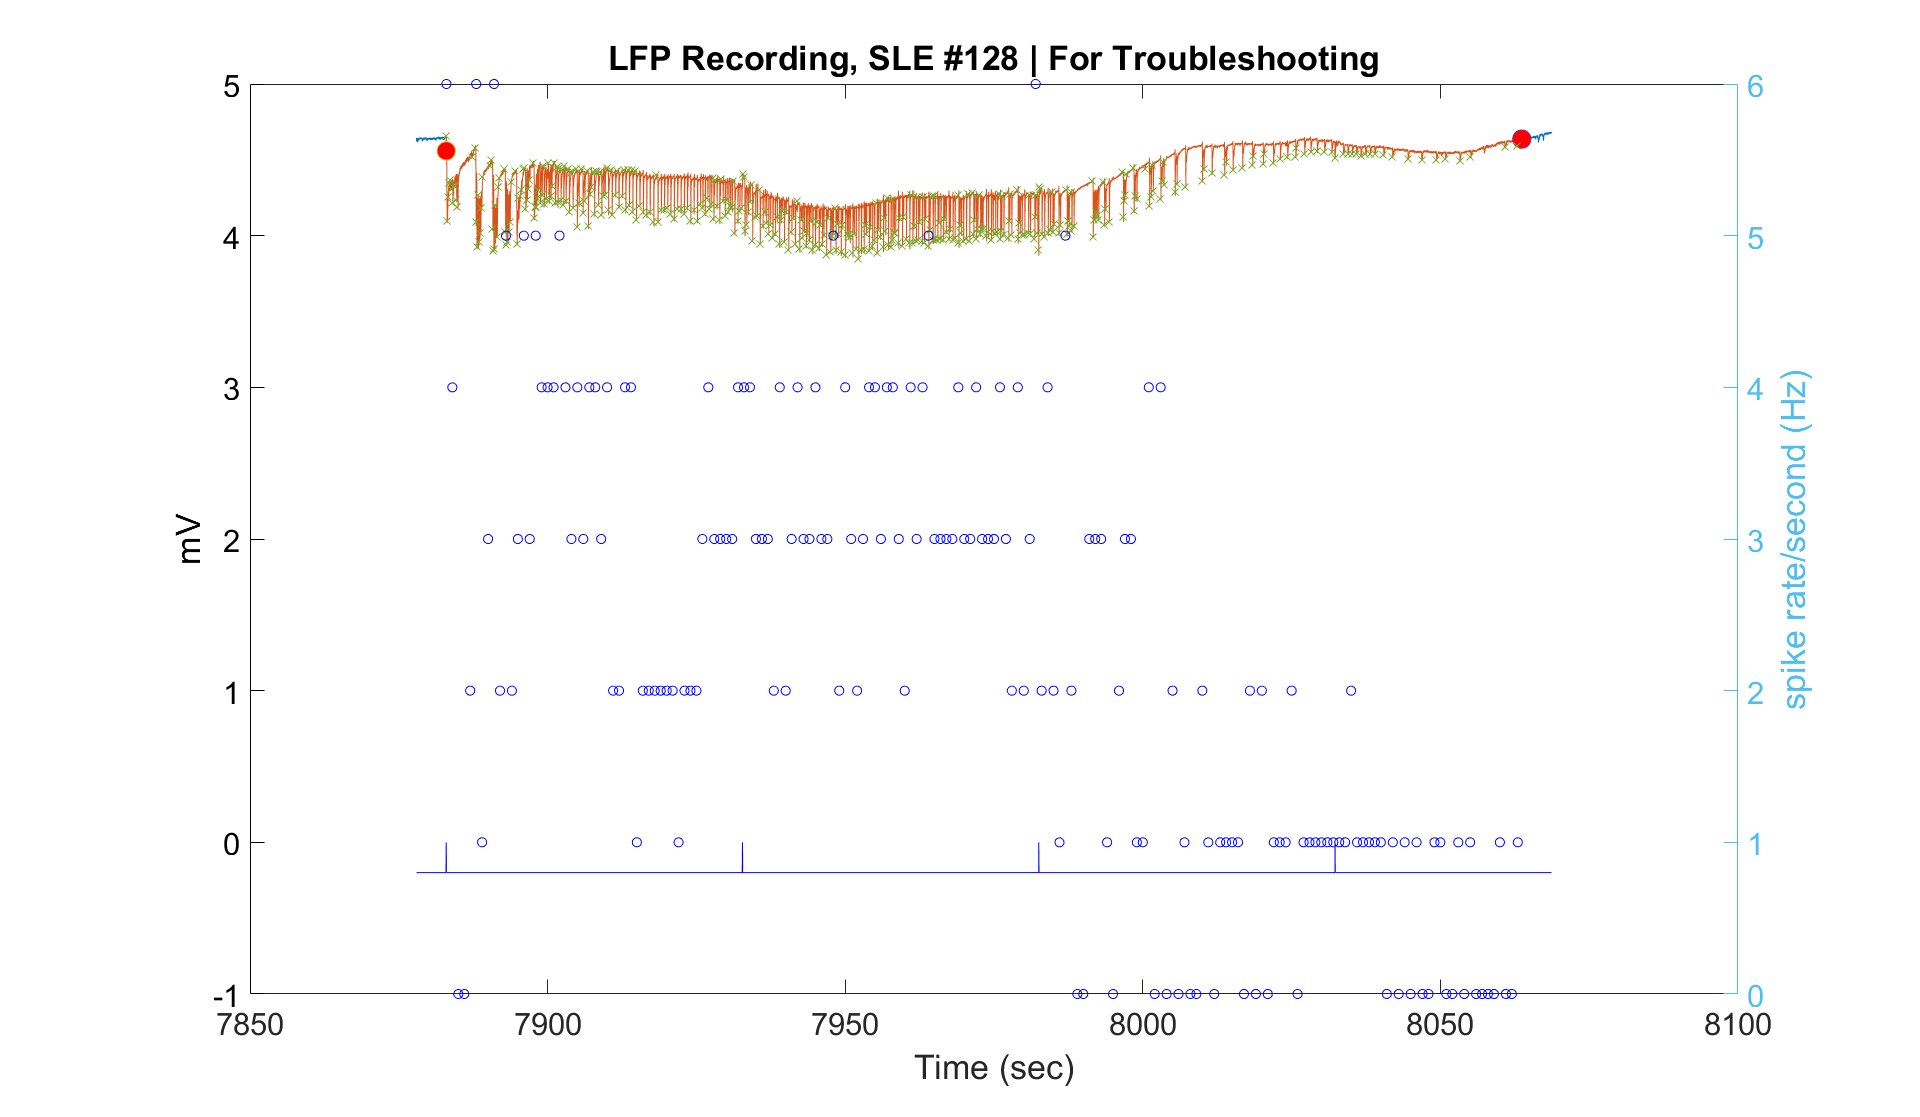 LFP Recording, SLE #128 | For Troubleshooting
5
4
3
2
1
0
-1
mV
6
5
4
3
2
1
0
spike rate/second (Hz)
7850 7900 7950 8000 8050 8100
Time (sec)